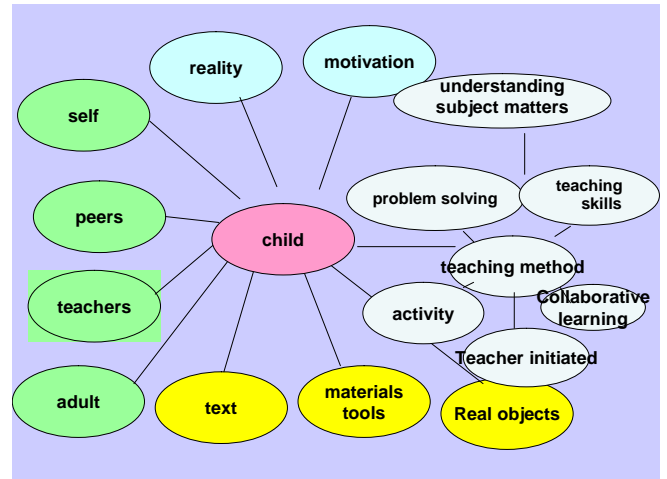 reality
motivation
understanding
subject matters
self
problem solving
teaching
skills
peers
child
teaching method
teachers
activity
Collaborative
learning
Teacher initiated
adult
text
materials
tools
Real objects